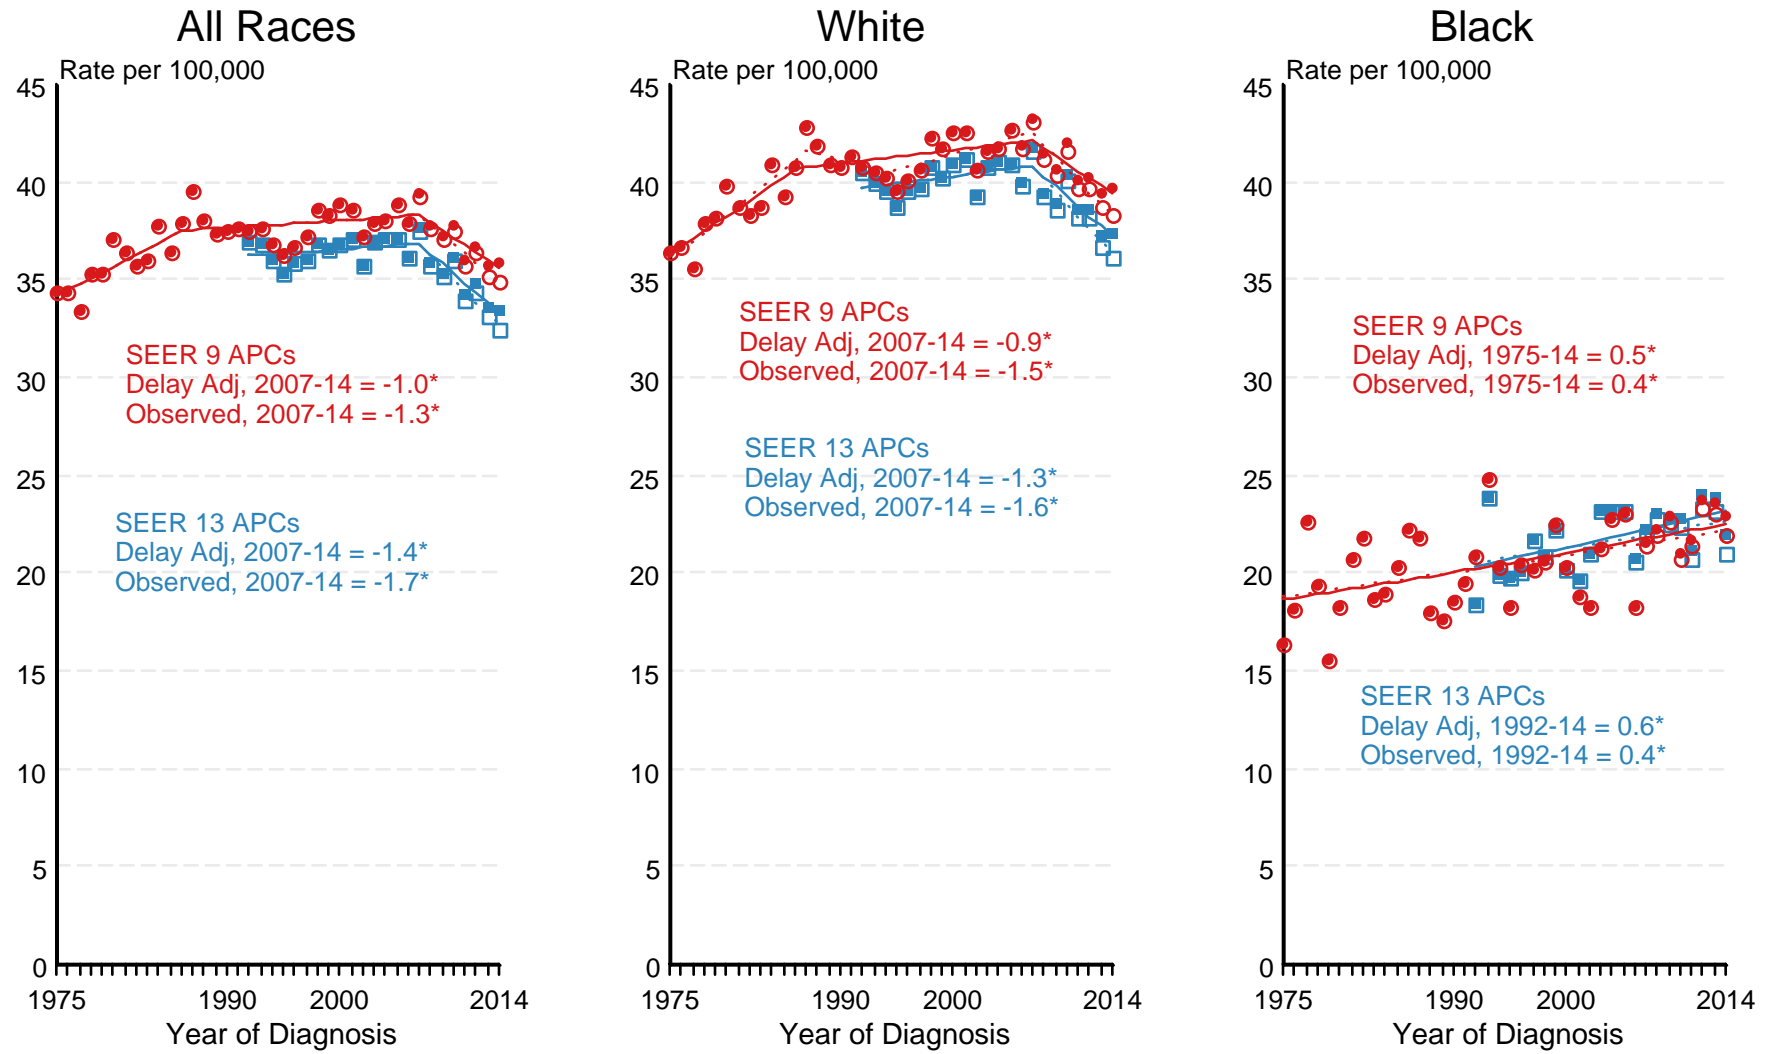 All Races
Rate per 100,000
45
40
35
30
25
20
15
10
5
0
SEER 9 APCs
Delay Adj, 2007-14 = -1.0*
Observed, 2007-14 = -1.3*
SEER 13 APCs
Delay Adj, 2007-14 = -1.4*
Observed, 2007-14 = -1.7*
1975
1990
2000
2014
Year of Diagnosis
White
Rate per 100,000
45
40
35
30
25
20
15
10
5
0
SEER 9 APCs
Delay Adj, 2007-14 = -0.9*
Observed, 2007-14 = -1.5*
SEER 13 APCs
Delay Adj, 2007-14 = -1.3*
Observed, 2007-14 = -1.6*
1975
1990
2000
2014
Year of Diagnosis
Black
Rate per 100,000
45
40
35
30
25
20
15
10
5
0
SEER 9 APCs
Delay Adj, 1975-14 = 0.5*
Observed, 1975-14 = 0.4*
SEER 13 APCs
Delay Adj, 1992-14 = 0.6*
Observed, 1992-14 = 0.4*
1975
1990
2000
2014
Year of Diagnosis